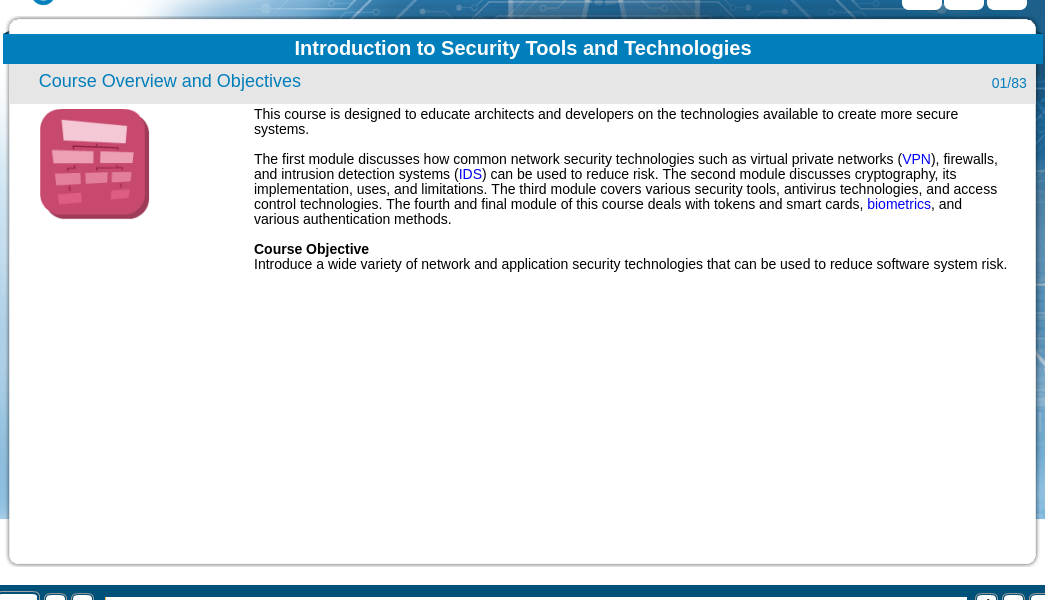 Introduction to Security Tools and Technologies
Course Overview and Objectives
01/83
This course is designed to educate architects and developers on the technologies available to create more secure
systems.
The first module discusses how common network security technologies such as virtual private networks (VPN), firewalls,
and intrusion detection systems (IDS) can be used to reduce risk. The second module discusses cryptography, its
implementation, uses, and limitations. The third module covers various security tools, antivirus technologies, and access
control technologies. The fourth and final module of this course deals with tokens and smart cards, biometrics, and
various authentication methods.
Course Objective
Introduce a wide variety of network and application security technologies that can be used to reduce software system risk.